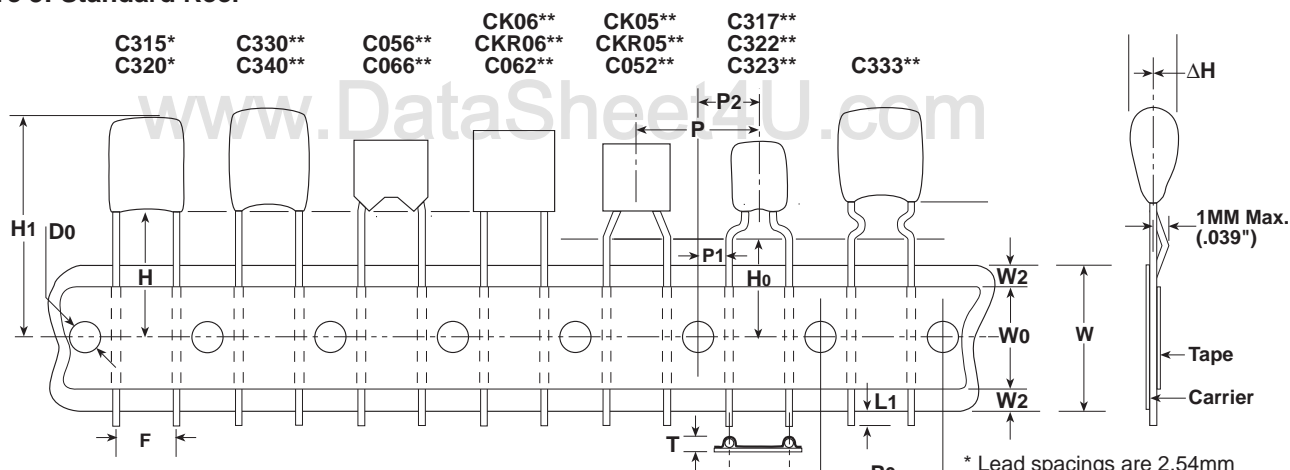 CK06** CK05** C317**
C315* C330** C056** CKR06** CKR05** C322**
C320* C340** C066** C062** C052** C323** C333**
ΔH
www.DataSheet4U.com
P2
P
H1
D0
1MM Max.
(.039")
H
P1
H0
W2
W0
W
Tape
L1
W2
Carrier
F
T
* Lead spacings are 2.54mm